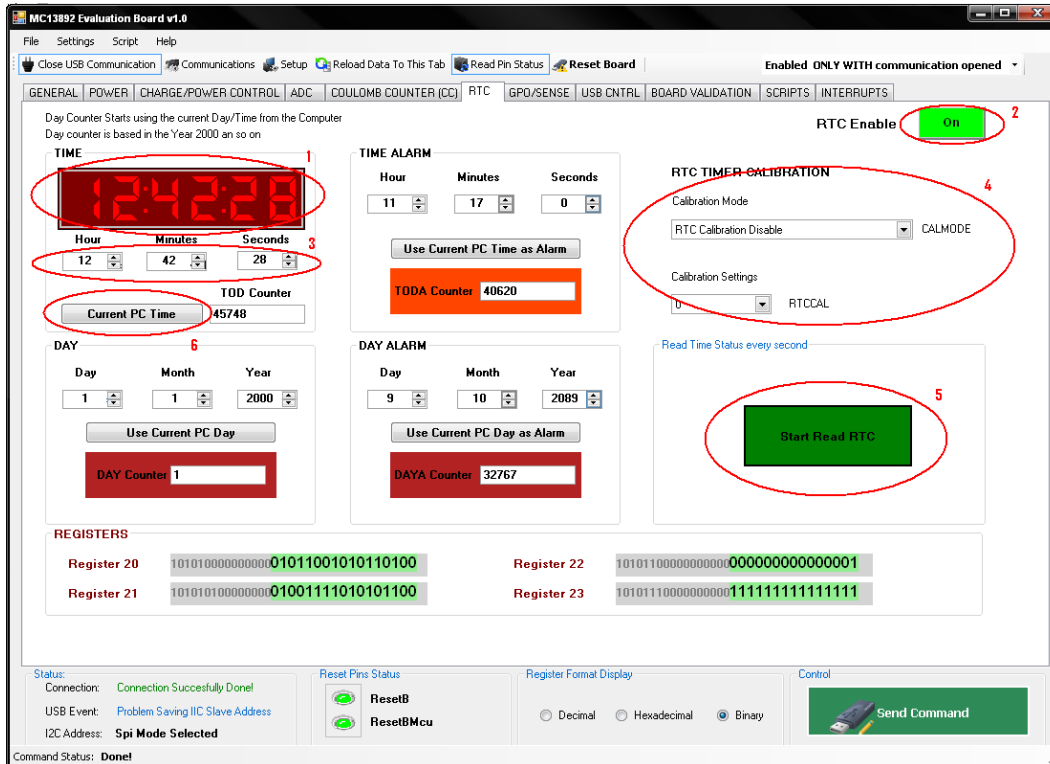 MC13892 Evaluation Board v1.0
File Settings Script Help
Close USB Communication Communications Setup Reload Data To This Tab Read Pin Status Reset Board Enabled ONLY WITH communication opened
GENERAL POWER CHARGE/POWER CONTROL ADC COULOMB COUNTER (CC) RTC GPO/SENSE USB CNTRL BOARD VALIDATION SCRIPTS INTERRUPTS
Day Counter Starts using the current Day/Time from the Computer
Day counter is based in the Year 2000 an so on
RTC Enable On 2
TIME
1
12:42:28
Hour Minutes Seconds 3
12 42 28
TOD Counter
Current PC Time 45748
6
TIME ALARM
Hour Minutes Seconds
11 17 0
Use Current PC Time as Alarm
TODA Counter 40620
RTC TIMER CALIBRATION
4
Calibration Mode
RTC Calibration Disable CALMODE
Calibration Settings
0 RTCCAL
DAY
Day Month Year
1 1 2000
Use Current PC Day
DAY Counter 1
DAY ALARM
Day Month Year
9 10 2089
Use Current PC Day as Alarm
DAYA Counter 32767
Read Time Status every second
5
Start Read RTC
REGISTERS
Register 20 10101000000000001011001010110100
Register 22 101011000000000000000000000001
Register 21 10101010000000001001111010101100
Register 23 10101110000000000111111111111111
Status:
Connection: Connection Succesfully Done!
USB Event: Problem Saving IIC Slave Address
I2C Address: Spi Mode Selected
Reset Pins Status
ResetB
ResetBMcu
Register Format Display
Decimal Hexadecimal Binary
Control
Send Command
Command Status: Done!